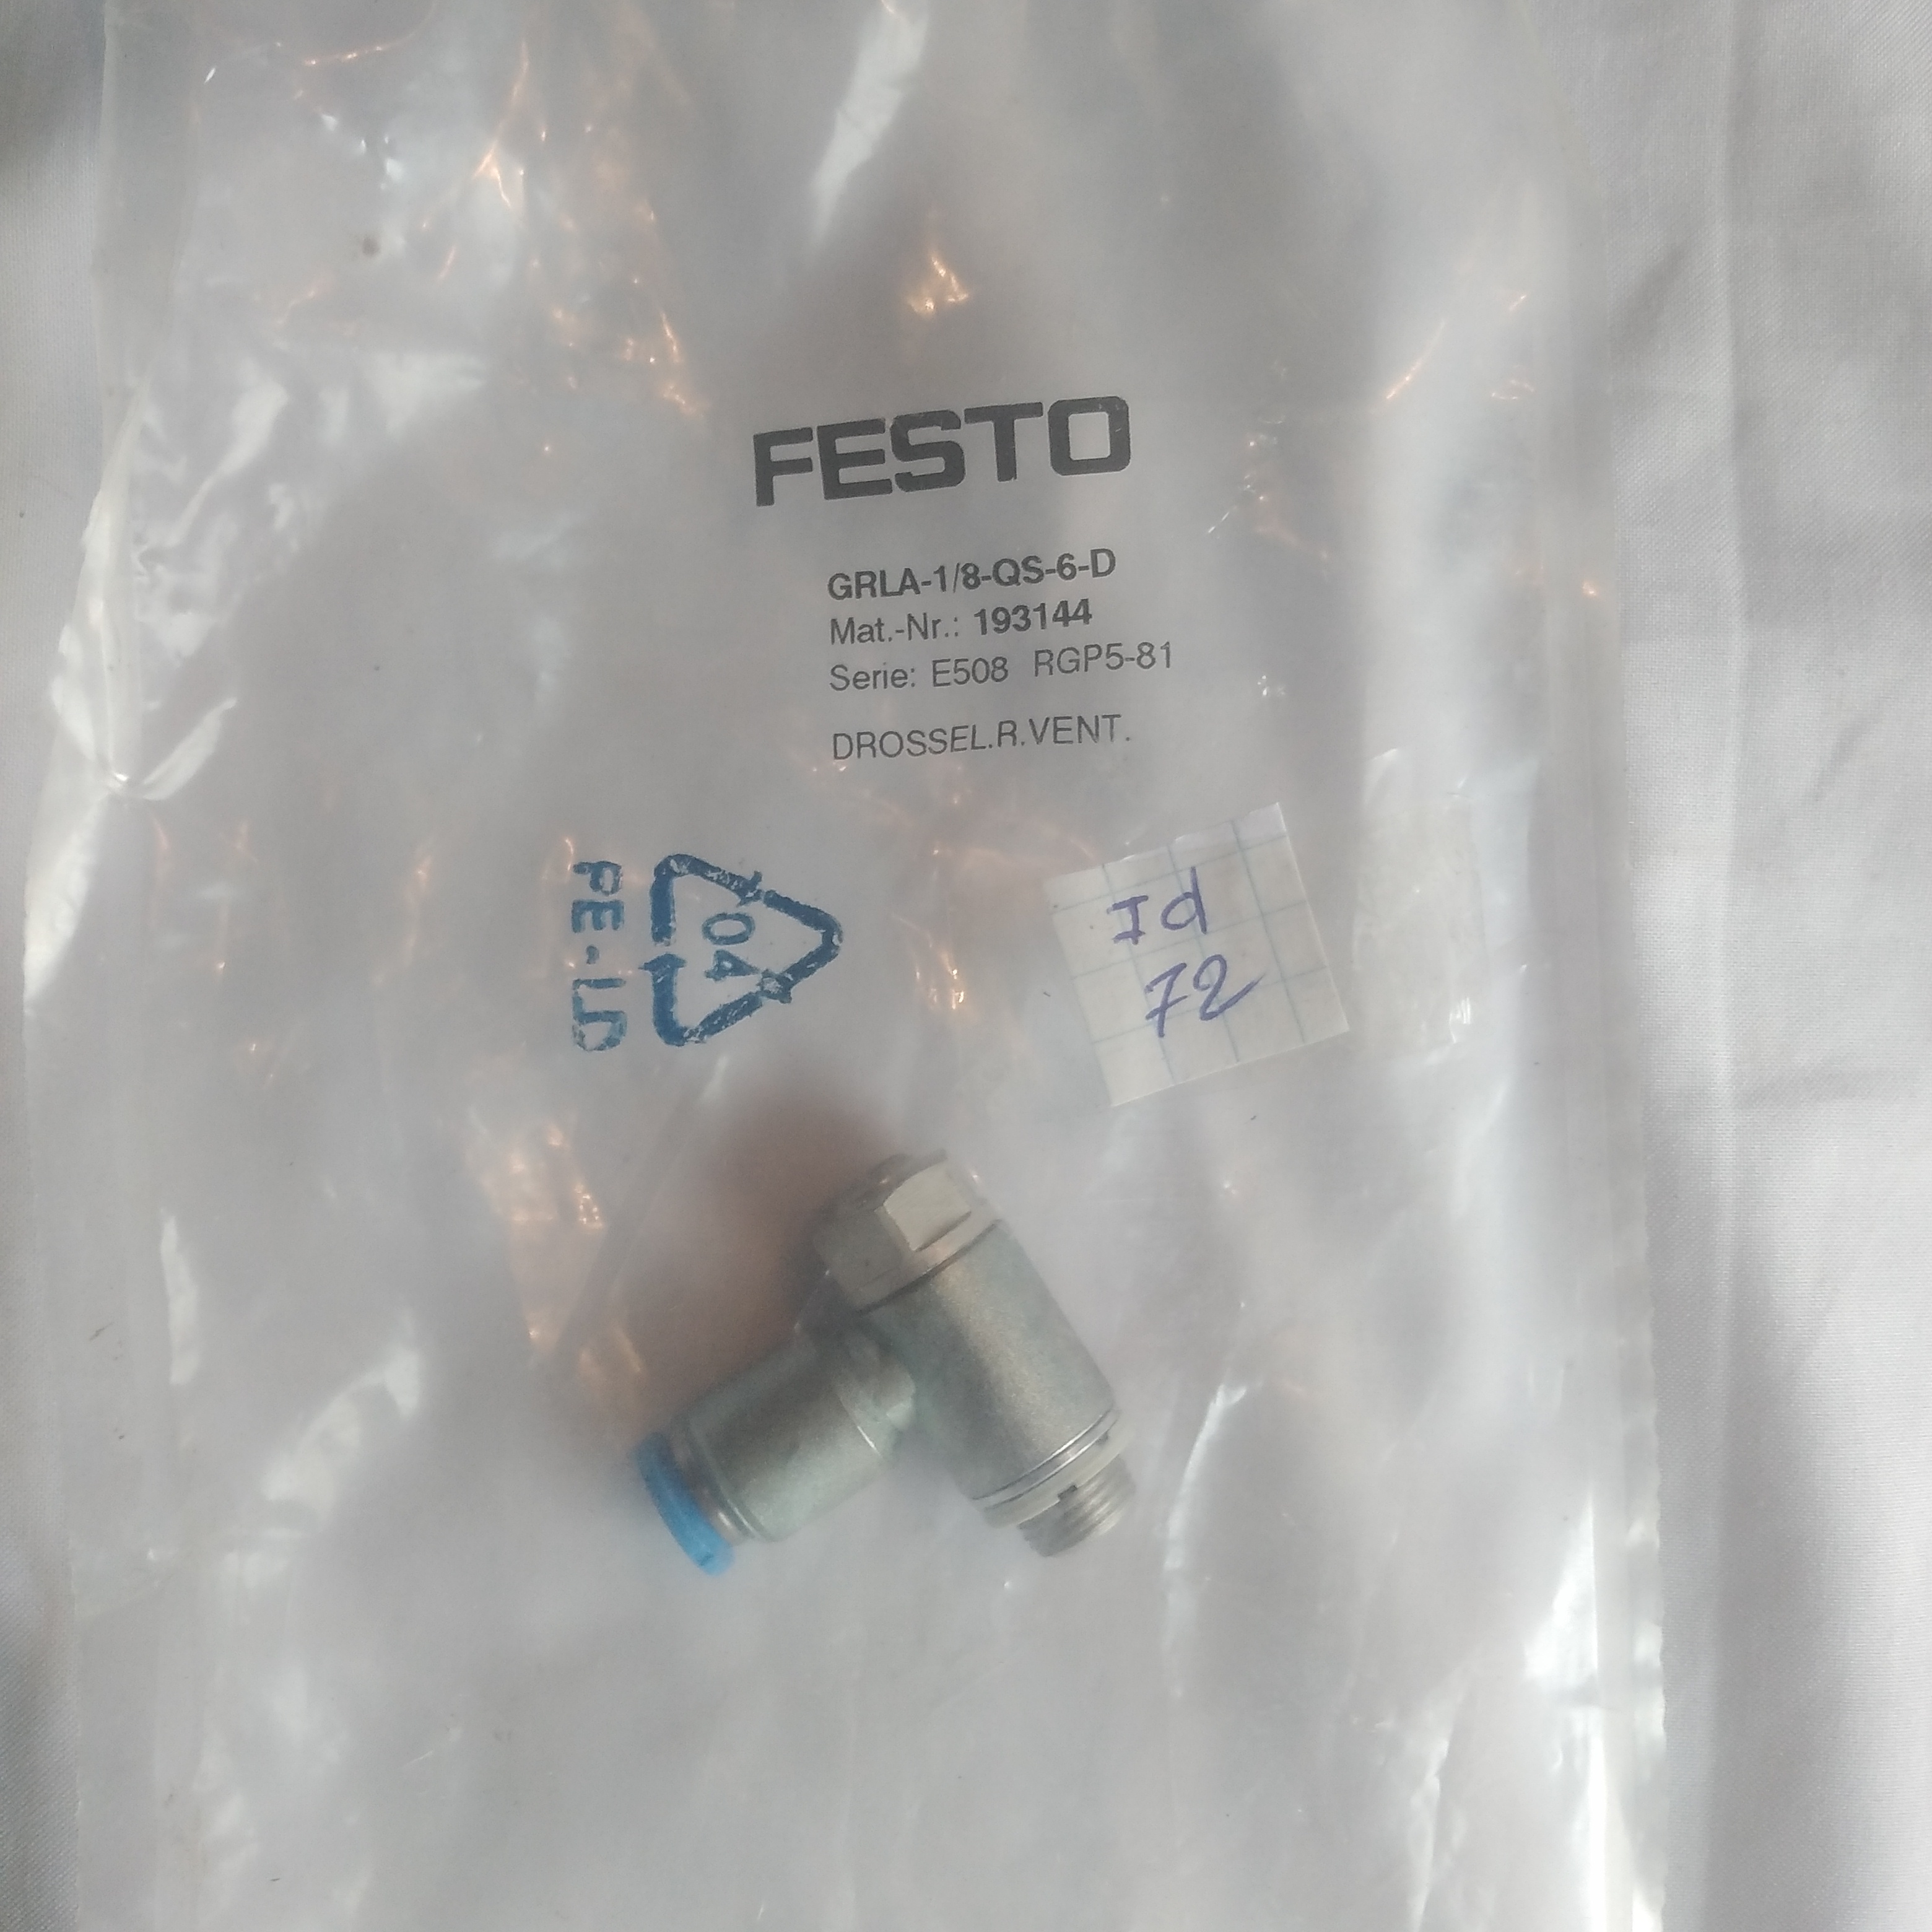 FESTO
GRLA-1/8-QS-6-D
Mat.-Nr.: 193144
Serie: E508 RGP5-81
DROSSEL.R.VENT.
04
PE-LD
Id
72